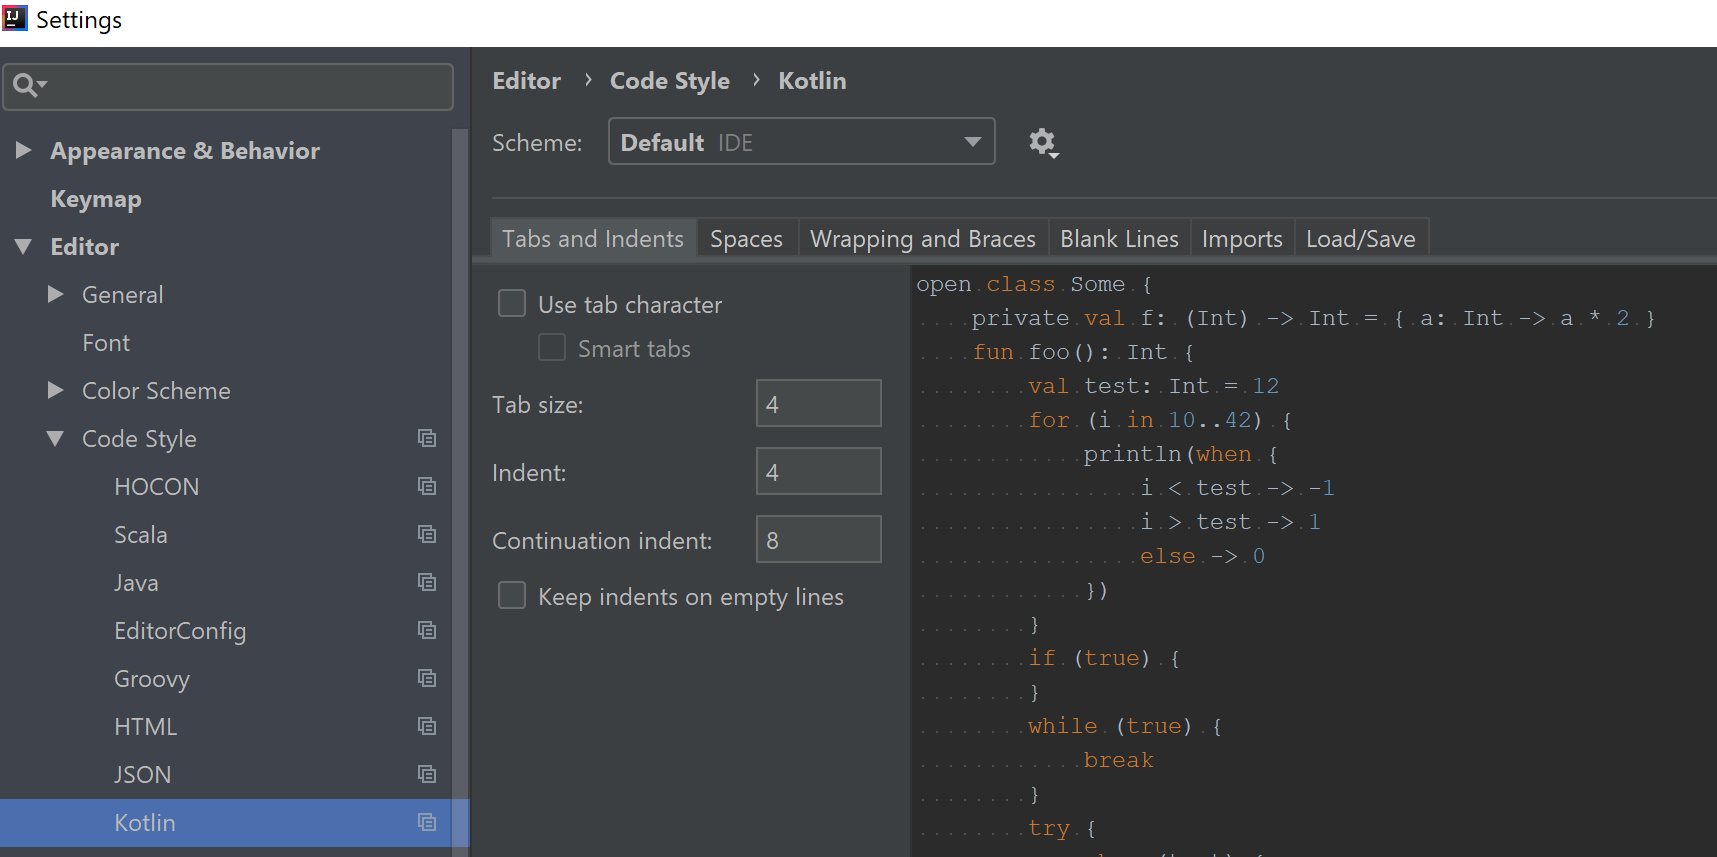 IJ Settings
Appearance & Behavior
Keymap
Editor
General
Font
Color Scheme
Code Style
HOCON
Scala
Java
EditorConfig
Groovy
HTML
JSON
Kotlin
Editor › Code Style › Kotlin
Scheme: Default IDE
Tabs and Indents Spaces Wrapping and Braces Blank Lines Imports Load/Save
Use tab character
Smart tabs
Tab size: 4
Indent: 4
Continuation indent: 8
Keep indents on empty lines
open class Some {
    private val f: (Int) -> Int = { a: Int -> a * 2 }
    fun foo(): Int {
        val test: Int = 12
        for (i in 10..42) {
            println(when {
                i < test -> -1
                i > test -> 1
                else -> 0
            })
        }
        if (true) {
        }
        while (true) {
            break
        }
        try {